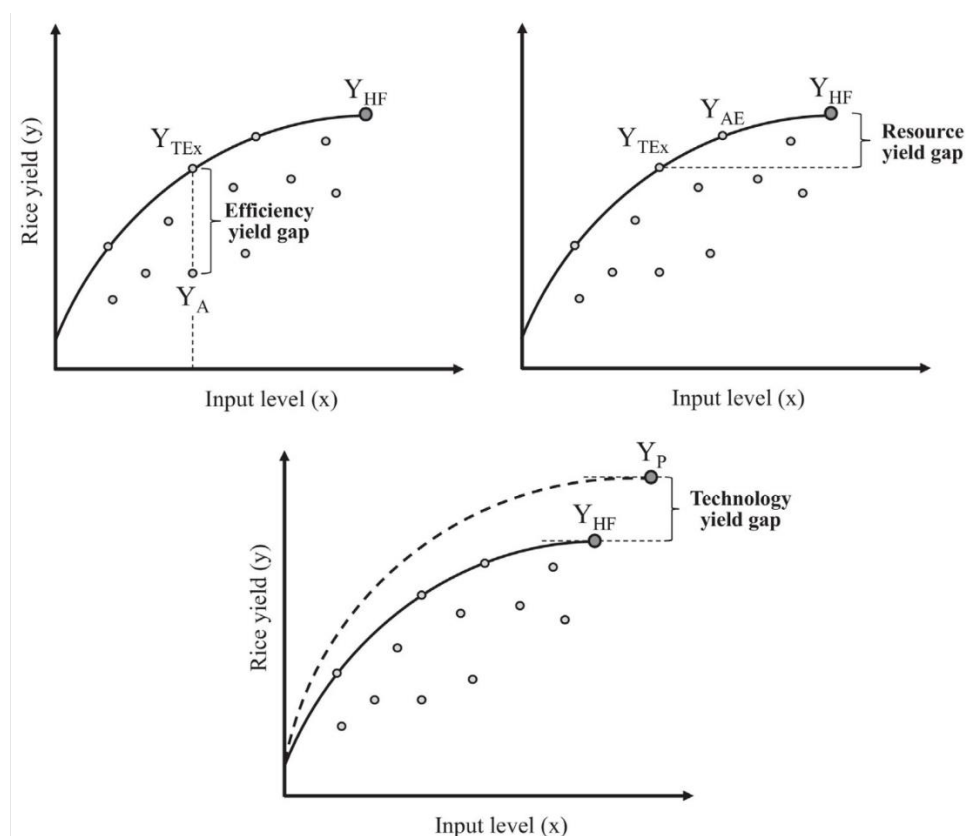 Y_HF
Y_TEx
Efficiency
yield gap
Y_A
Rice yield (y)
Input level (x)
Y_HF
Y_AE
Y_TEx
Resource
yield gap
Input level (x)
Y_P
Technology
yield gap
Y_HF
Rice yield (y)
Input level (x)